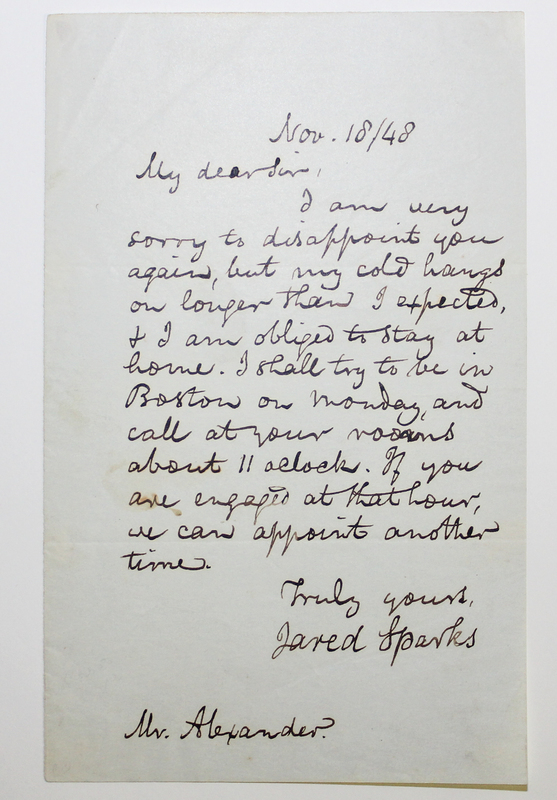 Nov. 18/48
My dear Sir,
I am very
sorry to disappoint you
again, but my cold hangs
on longer than I expected,
& I am obliged to stay at
home. I shall try to be in
Boston on Monday, and
call at your rooms
about 11 oclock. If you
are engaged at that hour,
we can appoint another
time.
Truly yours,
Jared Sparks
Mr. Alexander.